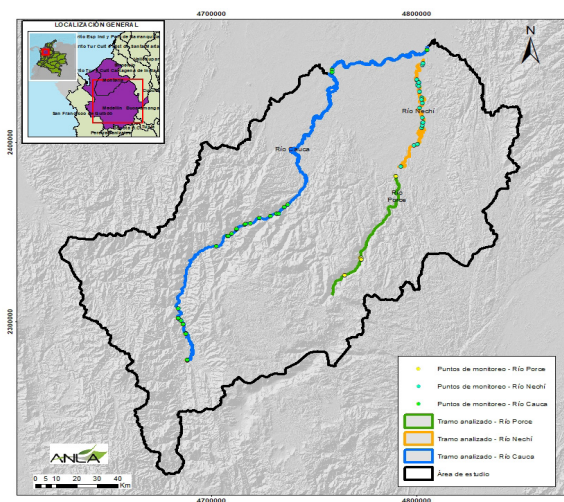 LOCALIZACIÓN GENERAL
4700000
4800000
Medellín
Río Nechí
Río Cauca
Río Porce
2400000
2300000
Puntos de monitoreo - Río Porce
Puntos de monitoreo - Río Nechí
Puntos de monitoreo - Río Cauca
Tramo analizado - Río Porce
Tramo analizado - Río Nechí
Tramo analizado - Río Cauca
Área de estudio
N
ANLA
0 5 10 20 30 40
Km
4700000
4800000